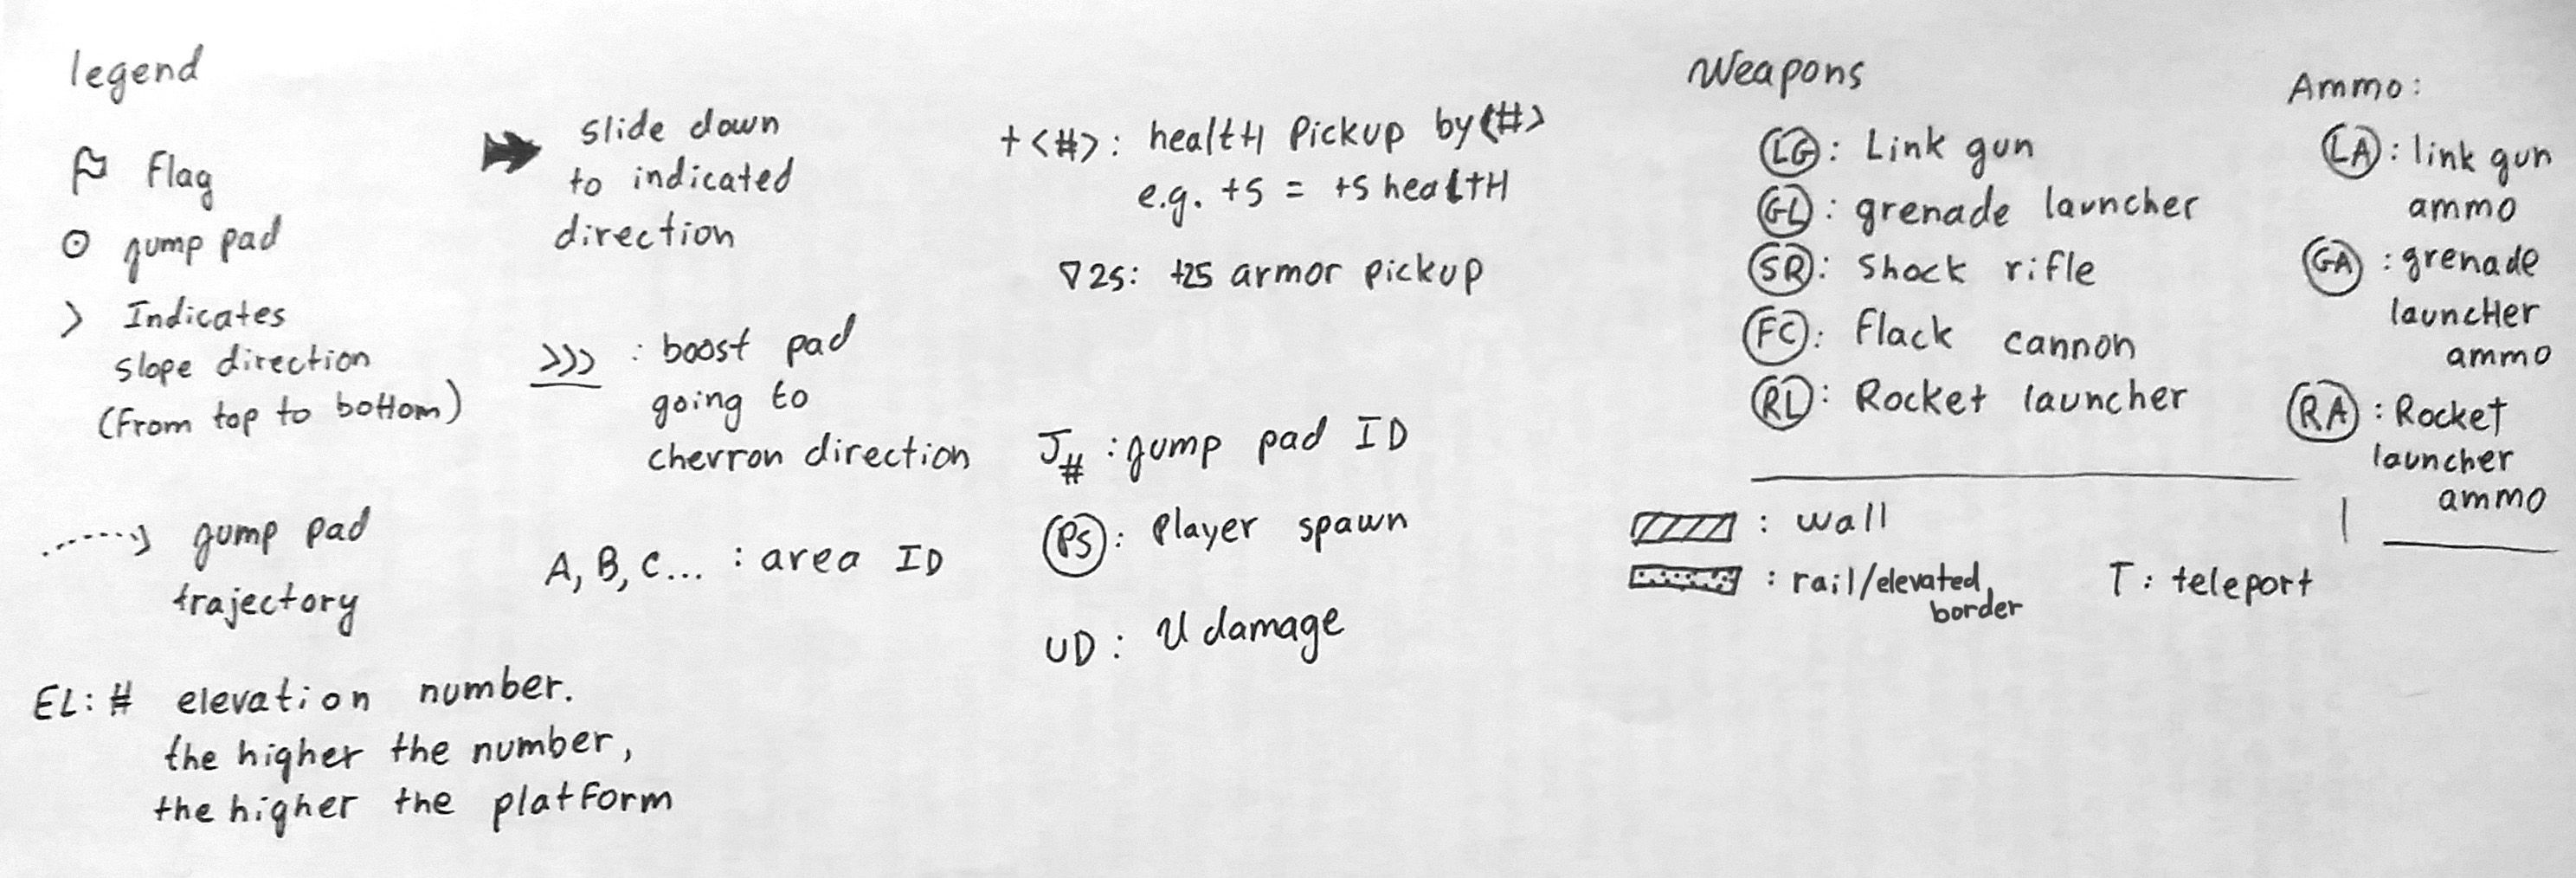 legend
Flag
jump pad
> Indicates
slope direction
(From top to bottom)
jump pad
trajectory
EL: # elevation number.
the higher the number,
the higher the platform
slide down
to indicated
direction
>>> : boost pad
going to
chevron direction
A, B, C... : area ID
+<#>: healtH Pickup by <#>
e.g. +5 = +5 healtH
▽25: +25 armor pickup
J# : jump pad ID
PS: Player spawn
UD: U damage
Weapons
LG: Link gun
GL: grenade launcher
SR: Shock rifle
FC: Flack cannon
RL: Rocket launcher
: wall
: rail/elevated
border
T: teleport
Ammo:
LA: link gun
ammo
GA: grenade
launcHer
ammo
RA: Rocket
launcher
ammo